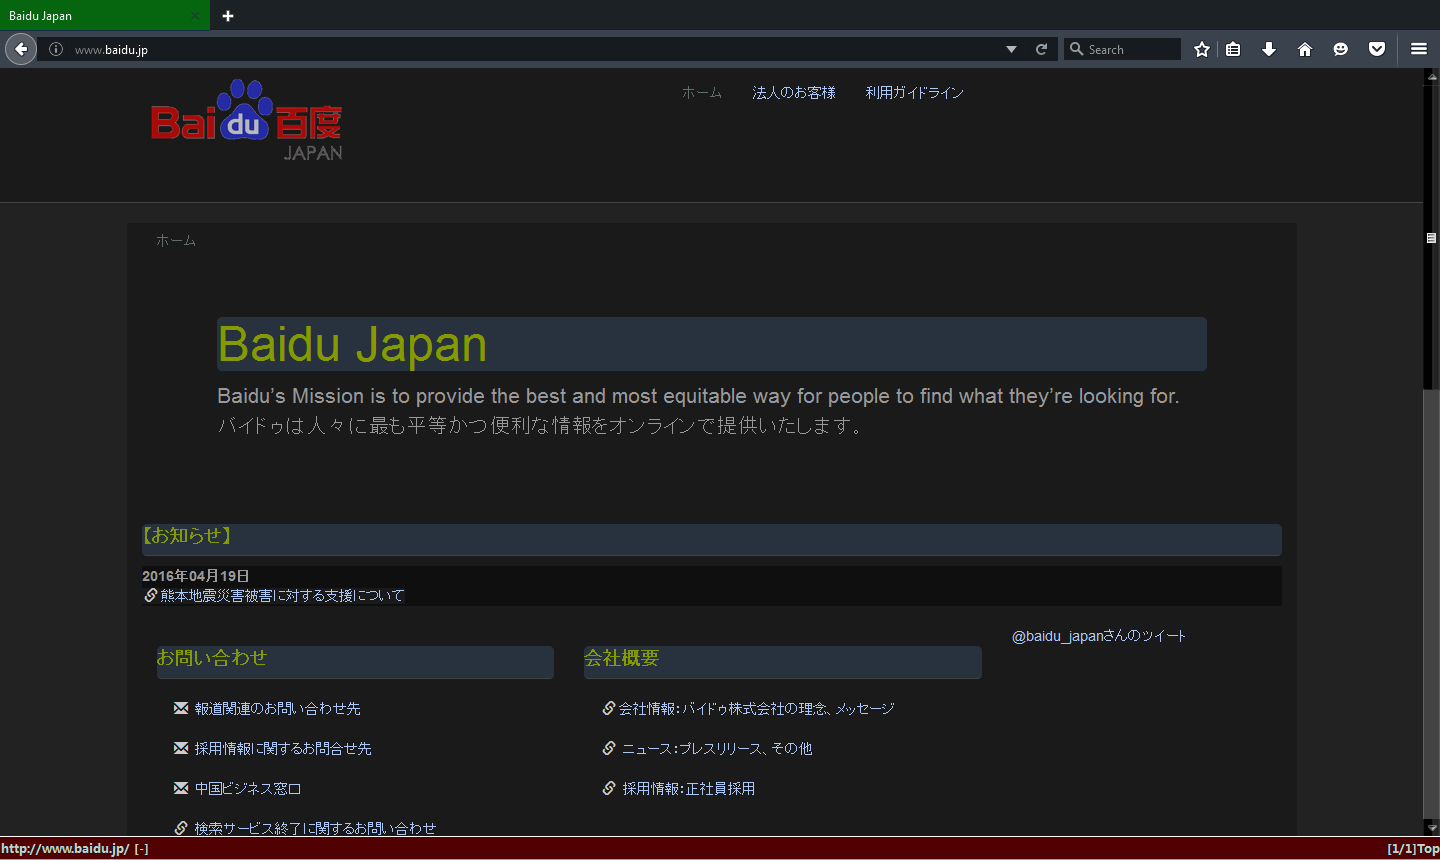 Baidu Japan
www.baidu.jp
Search
Baidu 百度
JAPAN
ホーム 法人のお客様 利用ガイドライン
ホーム
Baidu Japan
Baidu’s Mission is to provide the best and most equitable way for people to find what they’re looking for.
バイドゥは人々に最も平等かつ便利な情報をオンラインで提供いたします。
【お知らせ】
2016年04月19日
熊本地震災害被害に対する支援について
@baidu_japanさんのツイート
お問い合わせ
報道関連のお問い合わせ先
採用情報に関するお問合せ先
中国ビジネス窓口
検索サービス終了に関するお問い合わせ
会社概要
会社情報：バイドゥ株式会社の理念、メッセージ
ニュース：プレスリリース、その他
採用情報：正社員採用
http://www.baidu.jp/ [-]
[1/1]Top